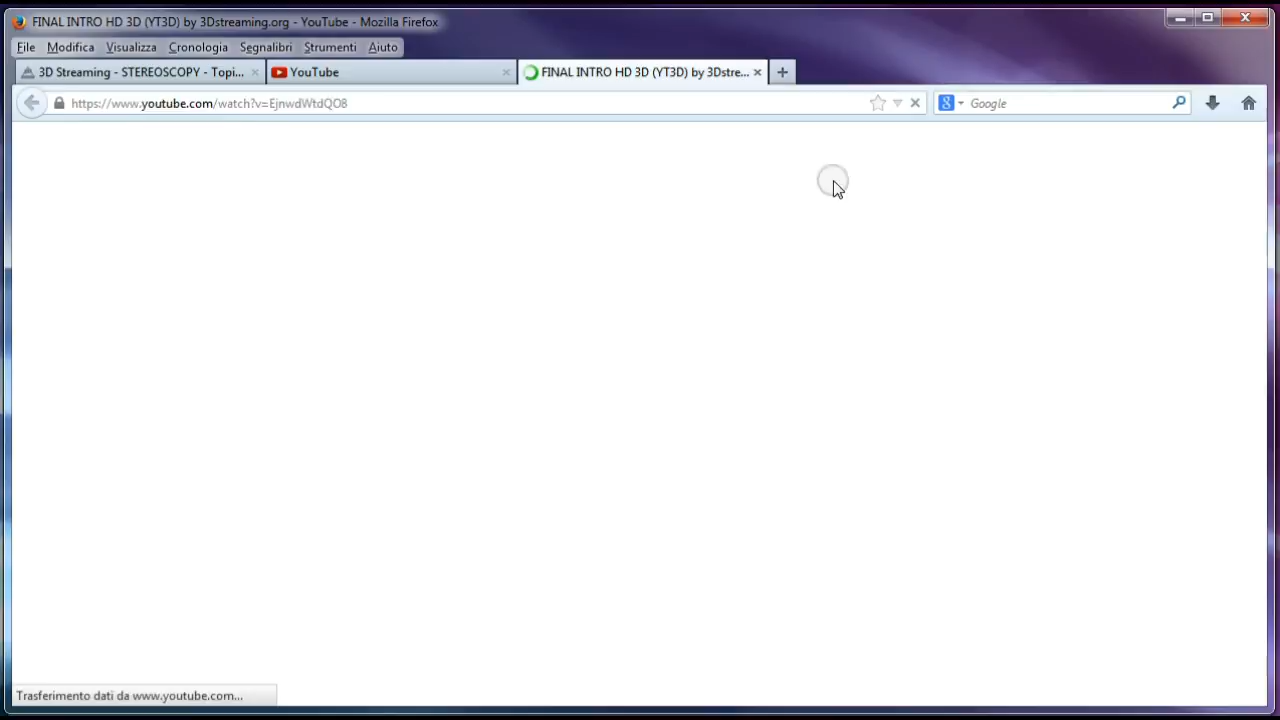 FINAL INTRO HD 3D (YT3D) by 3Dstreaming.org - YouTube - Mozilla Firefox
File Modifica Visualizza Cronologia Segnalibri Strumenti Aiuto
3D Streaming - STEREOSCOPY - Topi... YouTube FINAL INTRO HD 3D (YT3D) by 3Dstre...
https://www.youtube.com/watch?v=EjnwdWtdQO8 Google
Trasferimento dati da www.youtube.com...